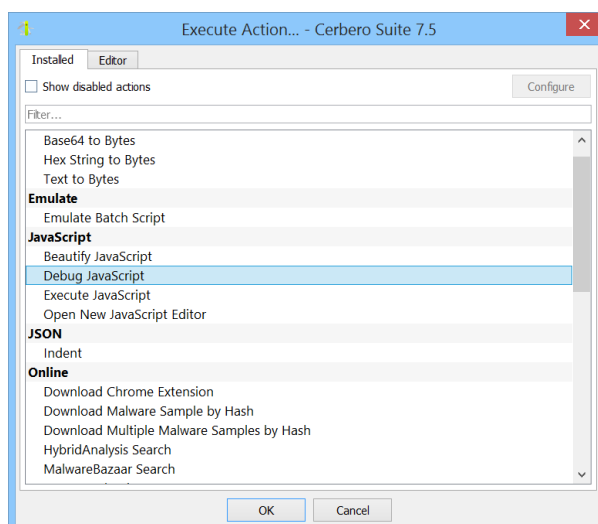 Execute Action... - Cerbero Suite 7.5
Installed Editor
Show disabled actions Configure
Filter...
Base64 to Bytes
Hex String to Bytes
Text to Bytes
Emulate
Emulate Batch Script
JavaScript
Beautify JavaScript
Debug JavaScript
Execute JavaScript
Open New JavaScript Editor
JSON
Indent
Online
Download Chrome Extension
Download Malware Sample by Hash
Download Multiple Malware Samples by Hash
HybridAnalysis Search
MalwareBazaar Search
OK Cancel